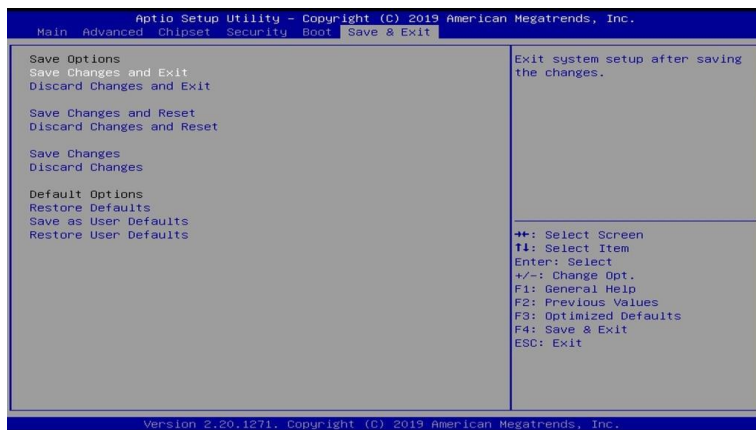 Aptio Setup Utility – Copyright (C) 2019 American Megatrends, Inc.
Main Advanced Chipset Security Boot Save & Exit
Save Options
Save Changes and Exit
Discard Changes and Exit
Save Changes and Reset
Discard Changes and Reset
Save Changes
Discard Changes
Default Options
Restore Defaults
Save as User Defaults
Restore User Defaults
Exit system setup after saving
the changes.
→←: Select Screen
↑↓: Select Item
Enter: Select
+/-: Change Opt.
F1: General Help
F2: Previous Values
F3: Optimized Defaults
F4: Save & Exit
ESC: Exit
Version 2.20.1271. Copyright (C) 2019 American Megatrends, Inc.